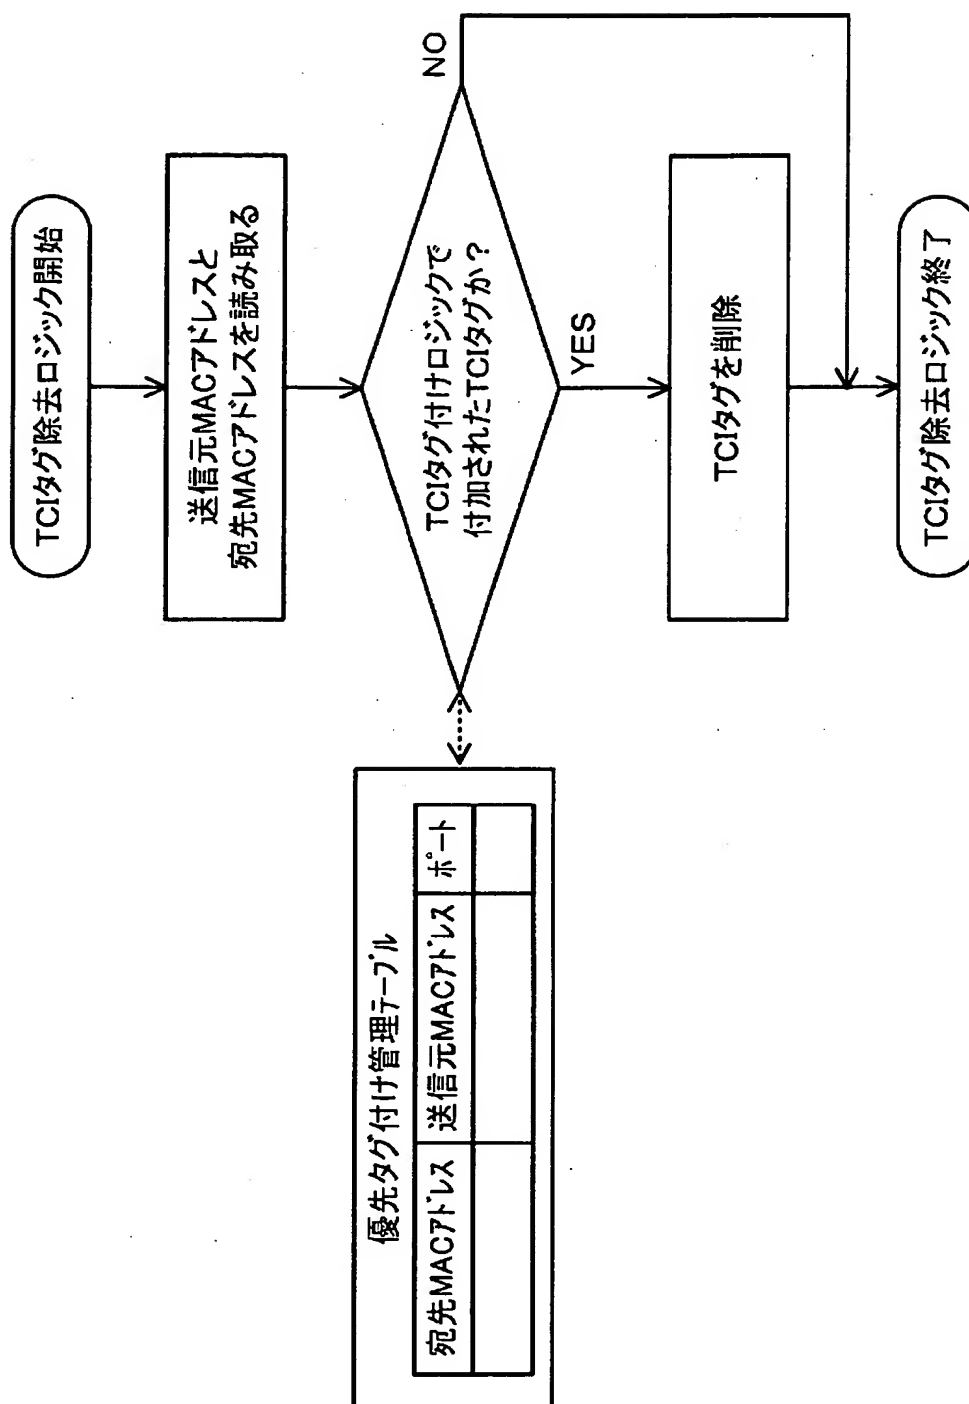 TCIタグ除去ロジック開始
送信元MACアドレスと
宛先MACアドレスを読み取る
TCIタグ付けロジックで
付加されたTCIタグか？
NO
YES
TCIタグを削除
TCIタグ除去ロジック終了
優先タグ付け管理テーブル
宛先MACアドレス 送信元MACアドレス ポート